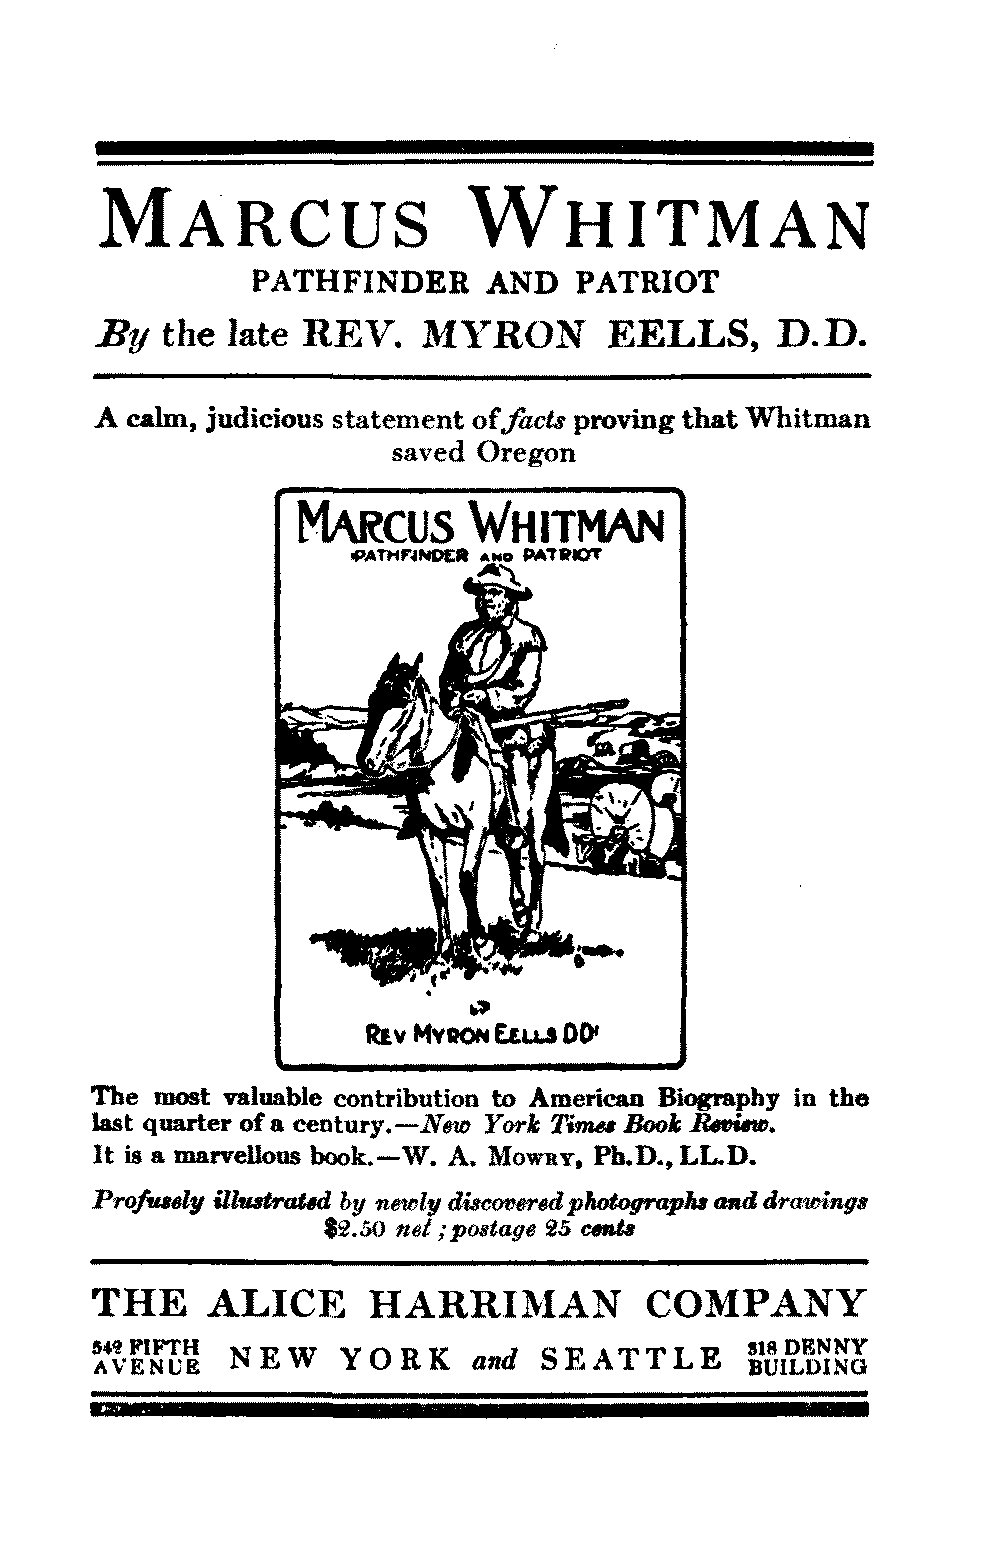 MARCUS WHITMAN
PATHFINDER AND PATRIOT
By the late REV. MYRON EELLS, D.D.
A calm, judicious statement of facts proving that Whitman
saved Oregon
MARCUS WHITMAN
PATHFINDER AND PATRIOT
REV MYRON EELLS DD
The most valuable contribution to American Biography in the
last quarter of a century.—New York Times Book Review.
It is a marvellous book.—W. A. MOWRY, Ph.D., LL.D.
Profusely illustrated by newly discovered photographs and drawings
$2.50 net; postage 25 cents
THE ALICE HARRIMAN COMPANY
542 FIFTH AVENUE NEW YORK and SEATTLE 318 DENNY BUILDING